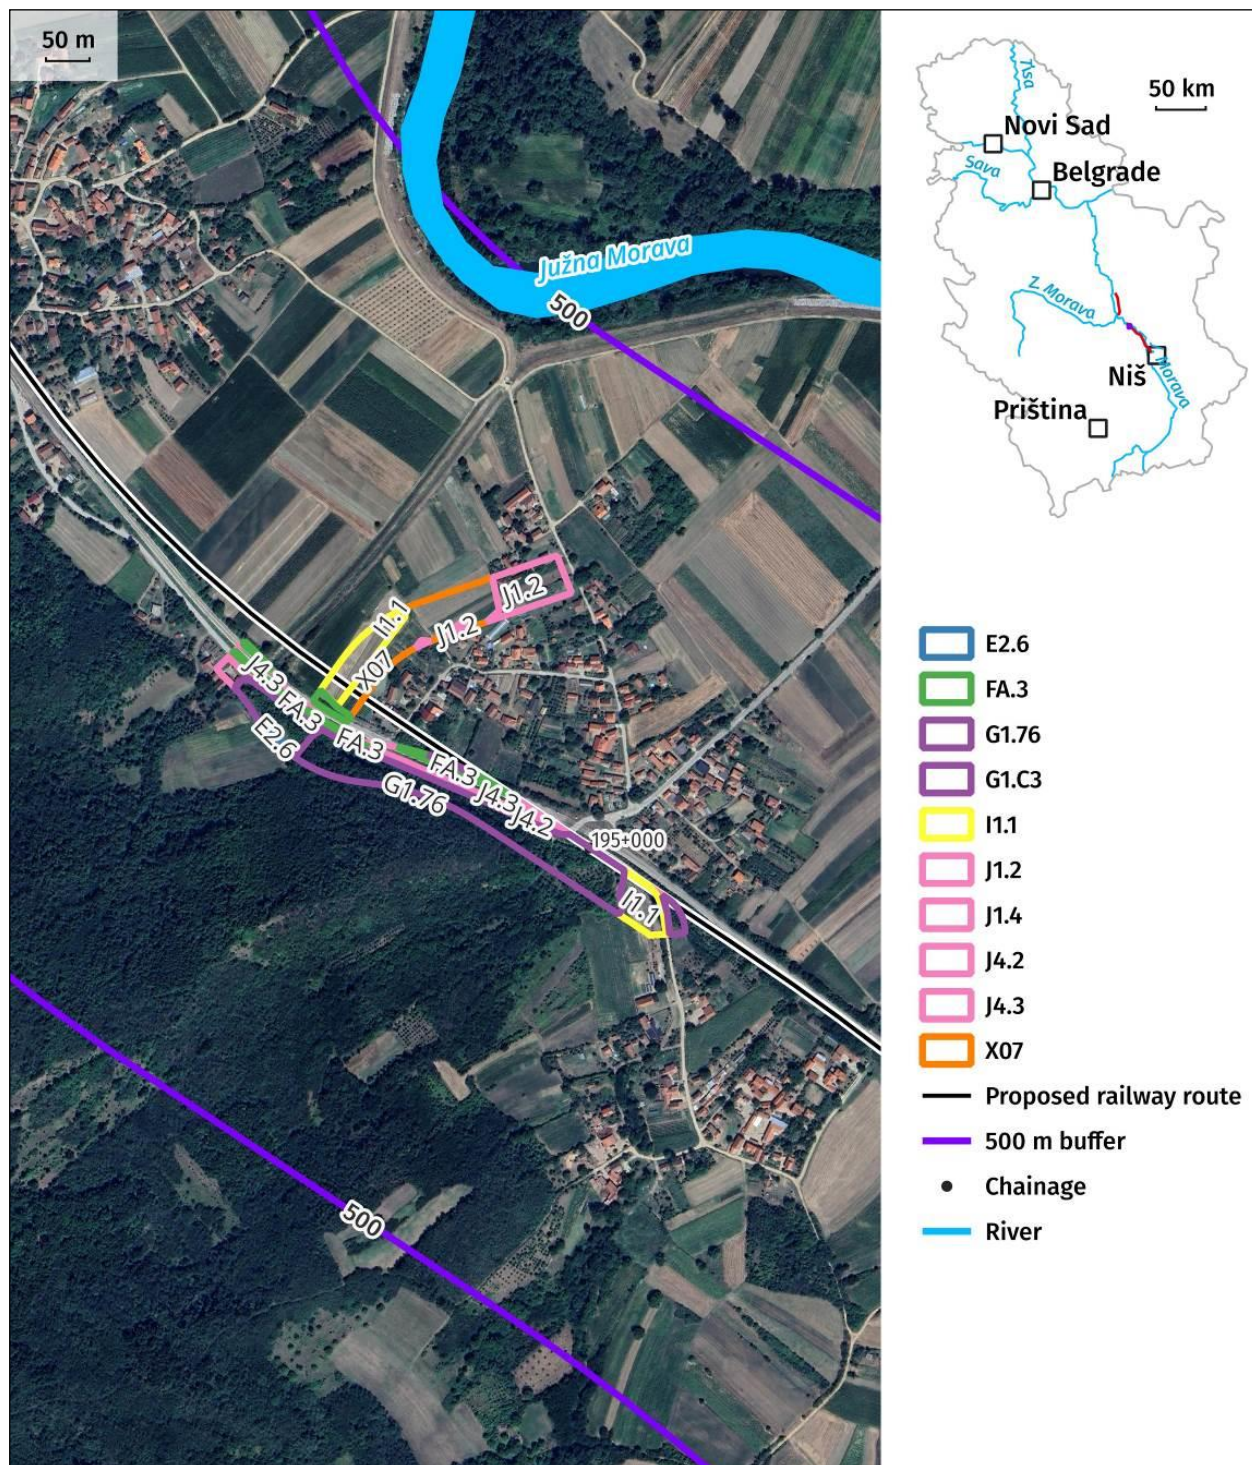 50 m
Južna Morava
500
J1.2
I1.1
J1.2
X07
J4.3
FA.3
E2.6
FA.3
FA.3
G1.76
J4.3
J4.2
195+000
I1.1
500
Tisa
50 km
Novi Sad
Sava
Belgrade
Z. Morava
Niš
J. Morava
Priština
E2.6
FA.3
G1.76
G1.C3
I1.1
J1.2
J1.4
J4.2
J4.3
X07
Proposed railway route
500 m buffer
Chainage
River